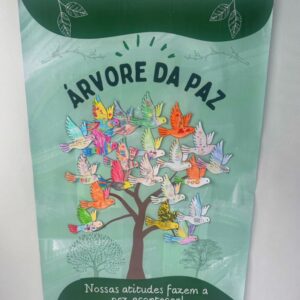 ÁRVORE DA PAZ
Nossas atitudes fazem a
paz acontecer!